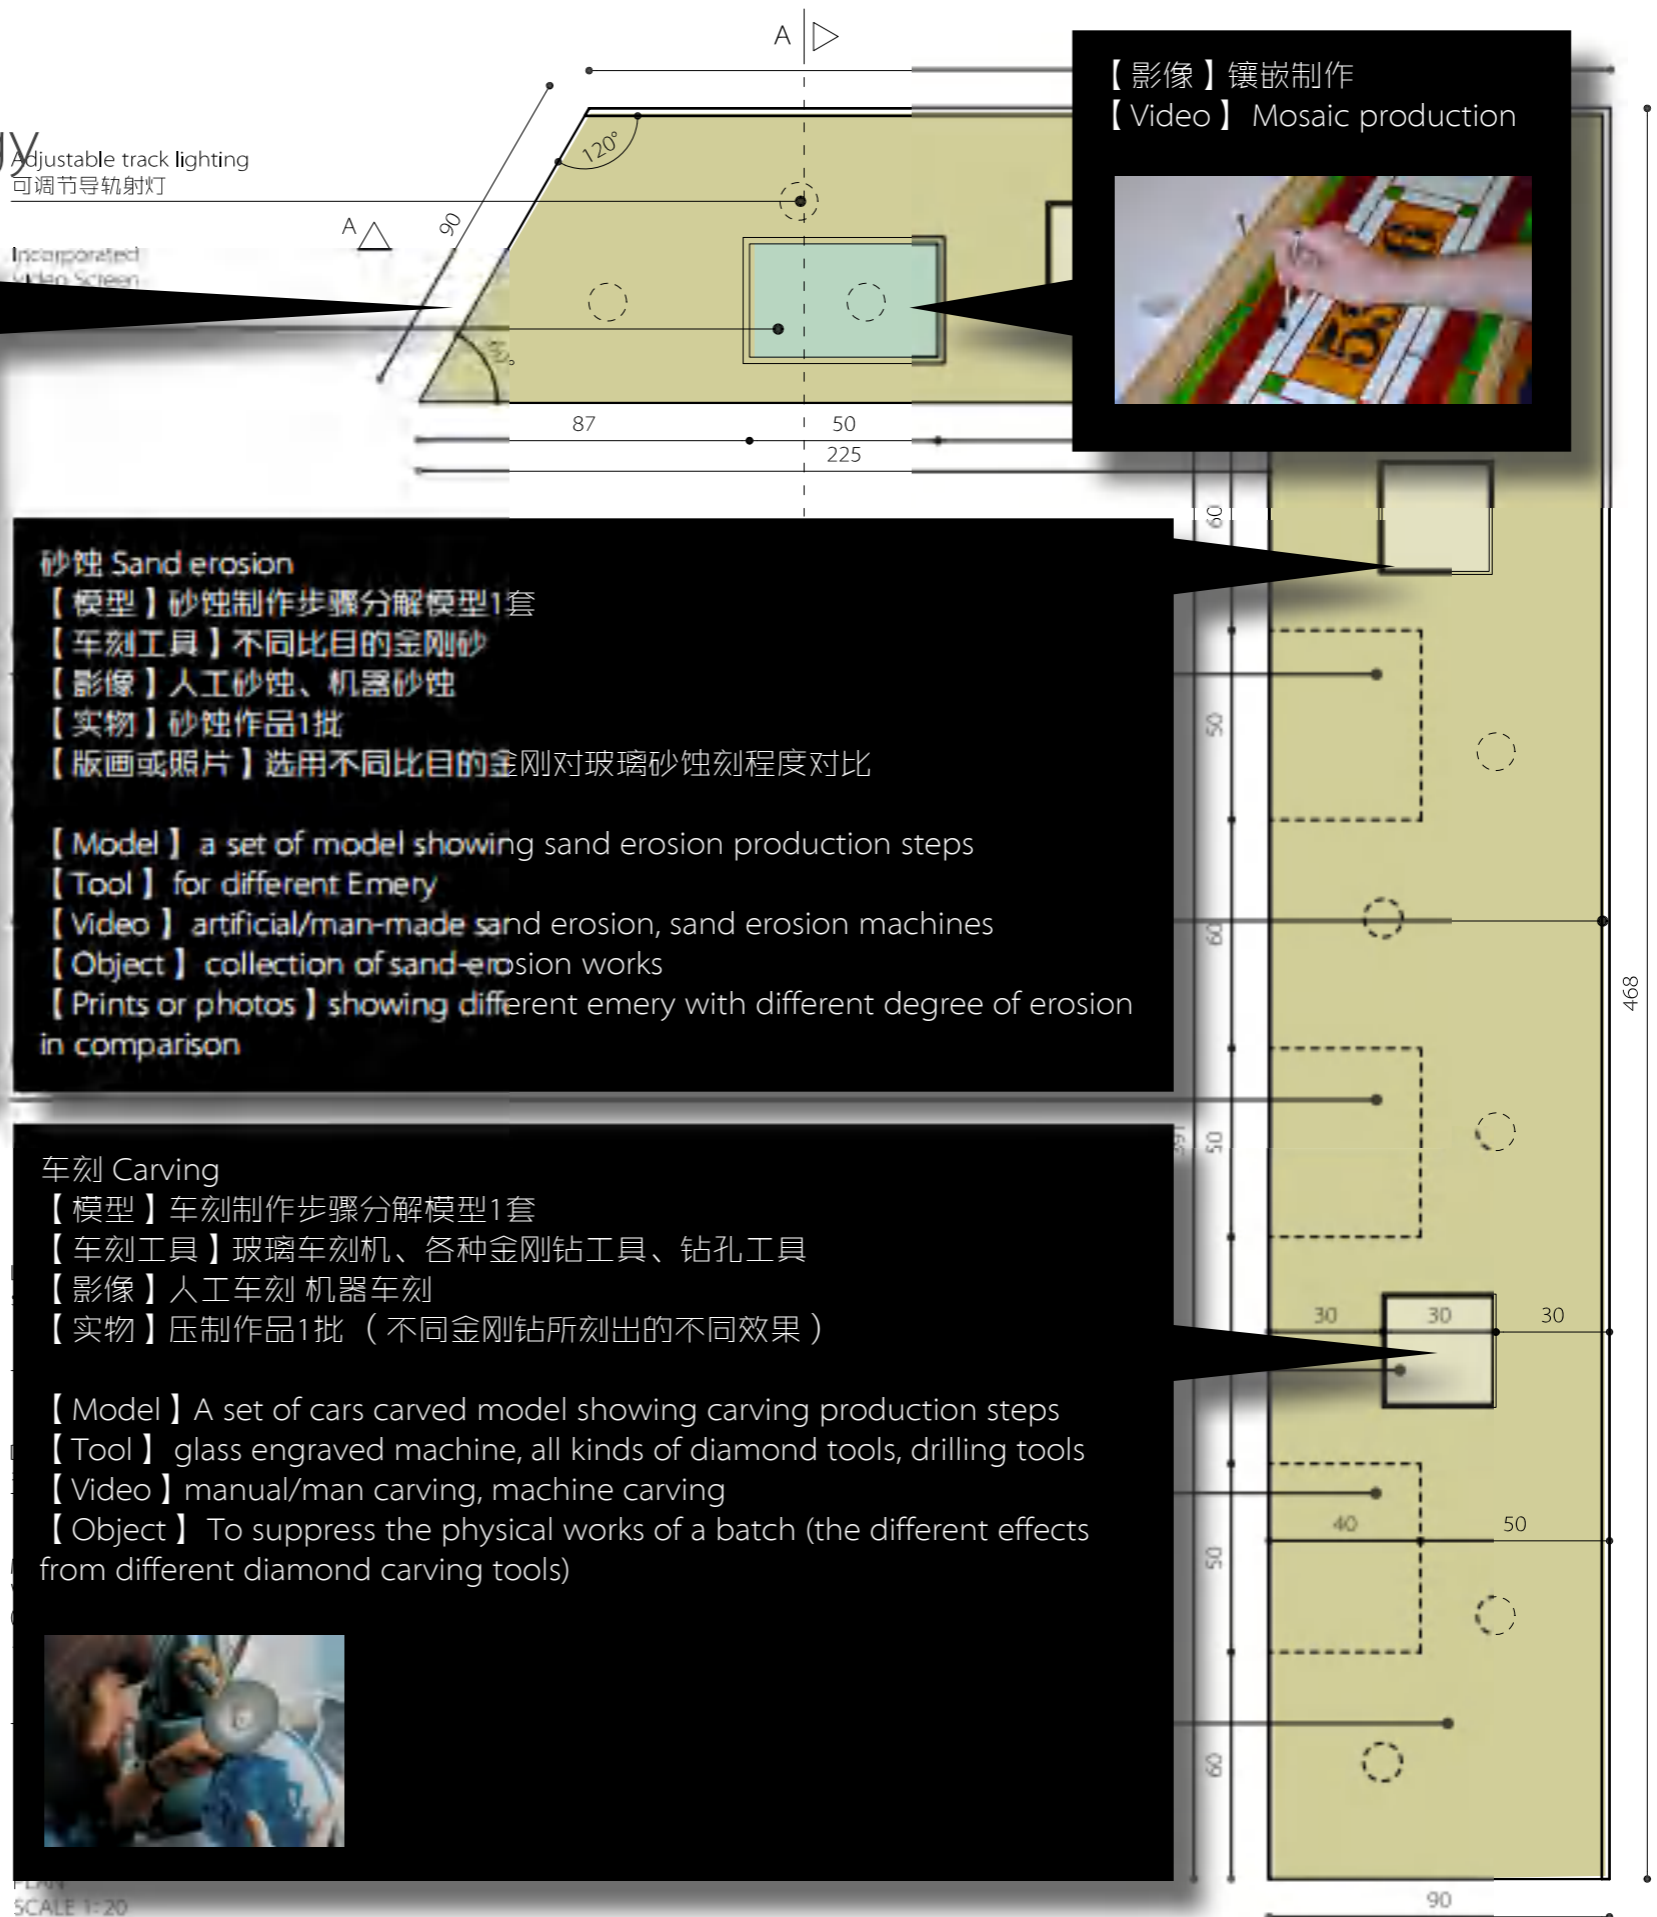 A
【影像】镶嵌制作
【Video】 Mosaic production
gy
Adjustable track lighting
可调节导轨射灯
120°
A
90
Incorporated
Video Screen
60°
87
50
225
60
砂蚀 Sand erosion
【模型】砂蚀制作步骤分解模型1套
【车刻工具】不同比目的金刚砂
【影像】人工砂蚀、机器砂蚀
【实物】砂蚀作品1批
【版画或照片】选用不同比目的金刚对玻璃砂蚀刻程度对比
【Model】 a set of model showing sand erosion production steps
【Tool】 for different Emery
【Video】 artificial/man-made sand erosion, sand erosion machines
【Object】 collection of sand-erosion works
【Prints or photos】showing different emery with different degree of erosion
in comparison
50
60
468
391
50
车刻 Carving
【模型】车刻制作步骤分解模型1套
【车刻工具】玻璃车刻机、各种金刚钻工具、钻孔工具
【影像】人工车刻 机器车刻
【实物】压制作品1批 （不同金刚钻所刻出的不同效果）
【Model】A set of cars carved model showing carving production steps
【Tool】 glass engraved machine, all kinds of diamond tools, drilling tools
【Video】manual/man carving, machine carving
【Object】 To suppress the physical works of a batch (the different effects
from different diamond carving tools)
30
30
30
40
50
50
60
PLAN
SCALE 1:20
90